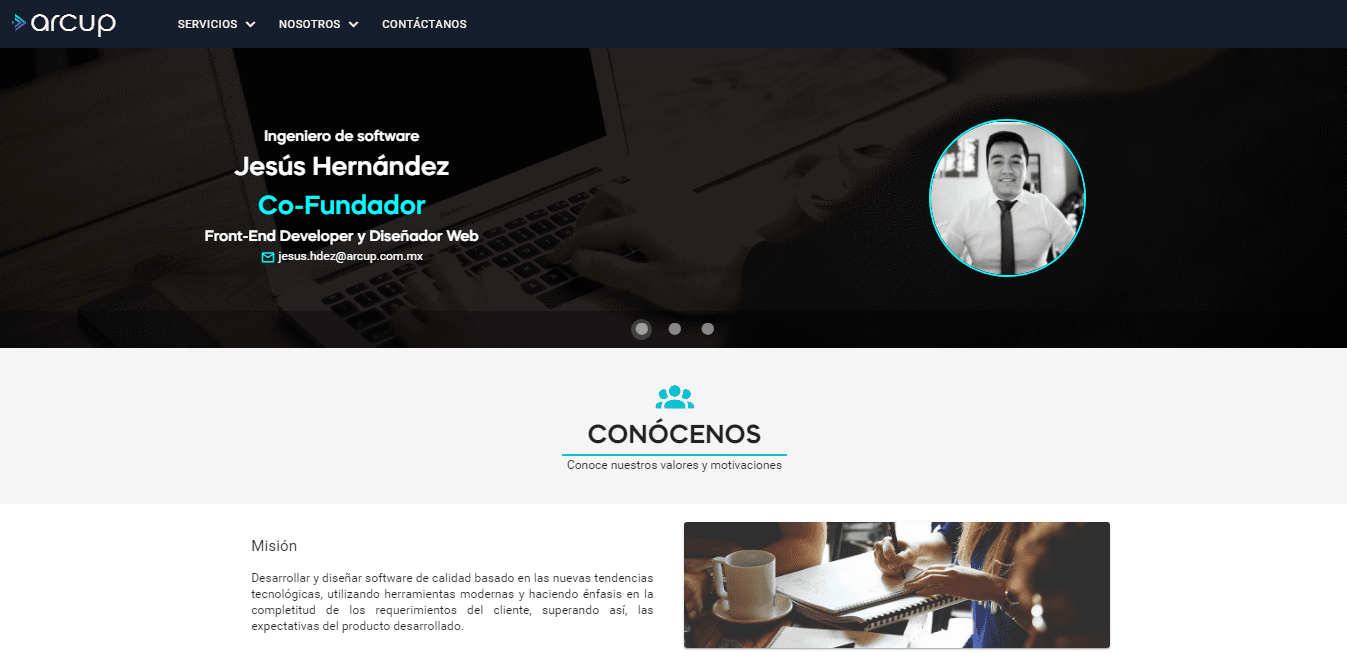 arcup
SERVICIOS NOSOTROS CONTÁCTANOS
Ingeniero de software
Jesús Hernández
Co-Fundador
Front-End Developer y Diseñador Web
jesus.hdez@arcup.com.mx
CONÓCENOS
Conoce nuestros valores y motivaciones
Misión
Desarrollar y diseñar software de calidad basado en las nuevas tendencias
tecnológicas, utilizando herramientas modernas y haciendo énfasis en la
completitud de los requerimientos del cliente, superando así, las
expectativas del producto desarrollado.